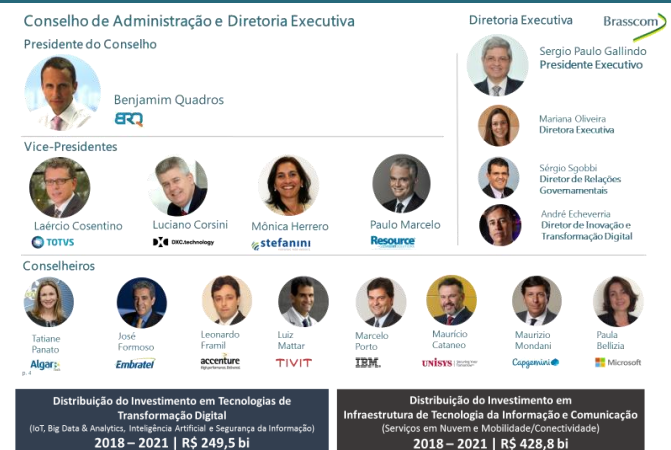 Conselho de Administração e Diretoria Executiva
Presidente do Conselho
Benjamim Quadros
BRQ
Vice-Presidentes
Laércio Cosentino
TOTVS
Luciano Corsini
DXC.technology
Mônica Herrero
stefanini
Paulo Marcelo
Resource
Diretoria Executiva
Brasscom
Sergio Paulo Gallindo
Presidente Executivo
Mariana Oliveira
Diretora Executiva
Sérgio Sgobbi
Diretor de Relações
Governamentais
André Echeverria
Diretor de Inovação e
Transformação Digital
Conselheiros
Tatiane
Panato
Algar
José
Formoso
Embratel
Leonardo
Framil
accenture
Luiz
Mattar
TIVIT
Marcelo
Porto
IBM.
Maurício
Cataneo
UNISYS
Maurizio
Mondani
Capgemini
Paula
Bellizia
Microsoft
p. 4
Distribuição do Investimento em Tecnologias de
Transformação Digital
(IoT, Big Data & Analytics, Inteligência Artificial e Segurança da Informação)
2018 – 2021 | R$ 249,5 bi
Distribuição do Investimento em
Infraestrutura de Tecnologia da Informação e Comunicação
(Serviços em Nuvem e Mobilidade/Conectividade)
2018 – 2021 | R$ 428,8 bi